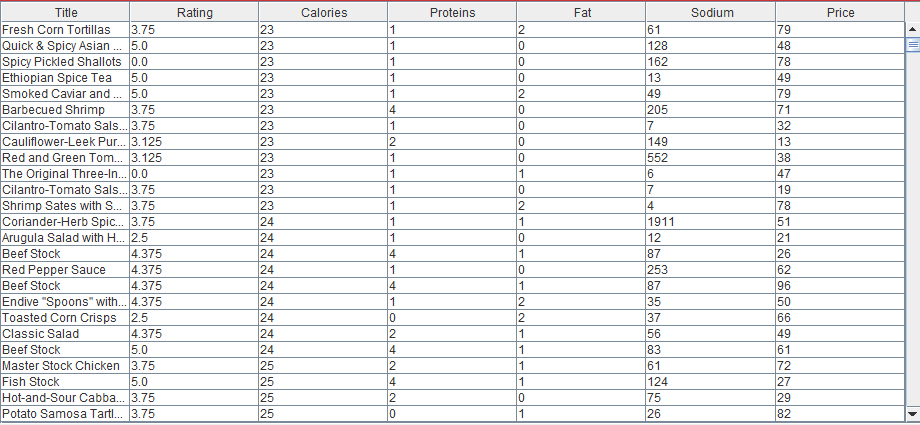 Title Rating Calories Proteins Fat Sodium Price
Fresh Corn Tortillas 3.75 23 1 2 61 79
Quick & Spicy Asian ... 5.0 23 1 0 128 48
Spicy Pickled Shallots 0.0 23 1 0 162 78
Ethiopian Spice Tea 5.0 23 1 0 13 49
Smoked Caviar and ... 5.0 23 1 2 49 79
Barbecued Shrimp 3.75 23 4 0 205 71
Cilantro-Tomato Sals... 3.75 23 1 0 7 32
Cauliflower-Leek Pur... 3.125 23 2 0 149 13
Red and Green Tom... 3.125 23 1 0 552 38
The Original Three-In... 0.0 23 1 1 6 47
Cilantro-Tomato Sals... 3.75 23 1 0 7 19
Shrimp Sates with S... 3.75 23 1 2 4 78
Coriander-Herb Spic... 3.75 24 1 1 1911 51
Arugula Salad with H... 2.5 24 1 0 12 21
Beef Stock 4.375 24 4 1 87 26
Red Pepper Sauce 4.375 24 1 0 253 62
Beef Stock 4.375 24 4 1 87 96
Endive "Spoons" with... 4.375 24 1 2 35 50
Toasted Corn Crisps 2.5 24 0 2 37 66
Classic Salad 4.375 24 2 1 56 49
Beef Stock 5.0 24 4 1 83 61
Master Stock Chicken 3.75 25 2 1 61 72
Fish Stock 5.0 25 4 1 124 27
Hot-and-Sour Cabba... 3.75 25 2 0 75 29
Potato Samosa Tartl... 3.75 25 0 1 26 82